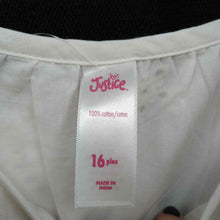 Justice
100% cotton/coton
16 plus
MADE IN
INDIA